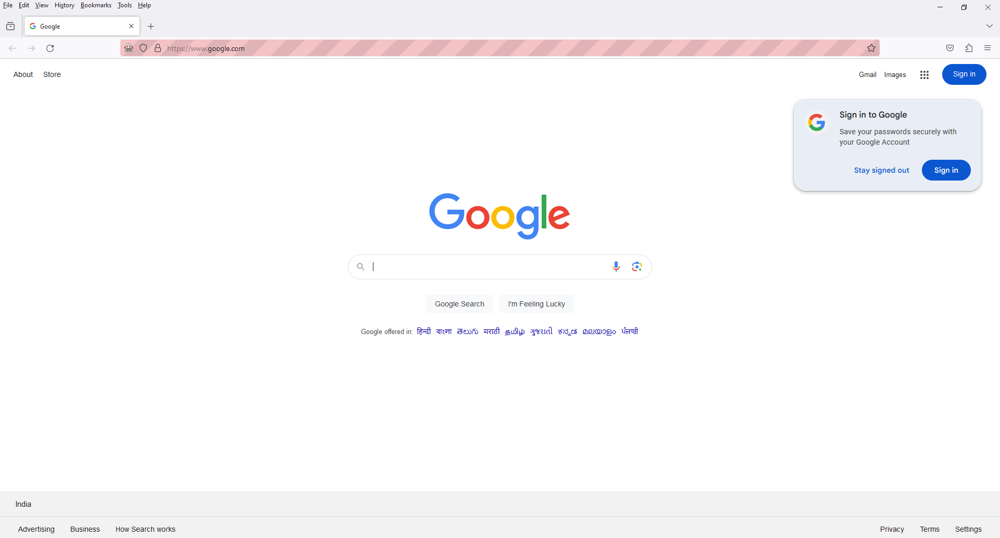 File Edit View History Bookmarks Tools Help
Google
https://www.google.com
About Store
Gmail Images Sign in
Sign in to Google
Save your passwords securely with
your Google Account
Stay signed out Sign in
Google
Google Search I'm Feeling Lucky
Google offered in: हिन्दी বাংলা తెలుగు मराठी தமிழ் ગુજરાતી ಕನ್ನಡ മലയാളം ਪੰਜਾਬੀ
India
Advertising Business How Search works
Privacy Terms Settings